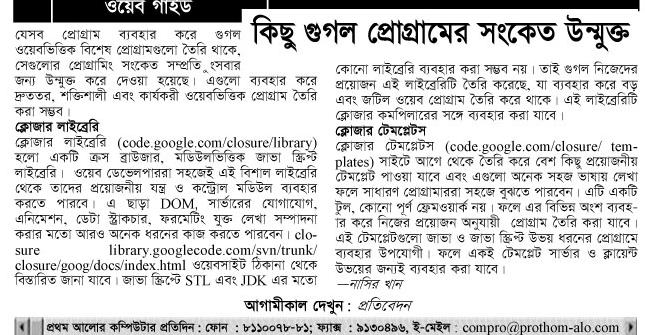 ওয়েব গাইড
কিছু গুগল প্রোগ্রামের সংকেত উন্মুক্ত
যেসব প্রোগ্রাম ব্যবহার করে গুগল
ওয়েবভিত্তিক বিশেষ প্রোগ্রামগুলো তৈরি থাকে,
সেগুলোর প্রোগ্রামিং সংকেত সম্প্রতি ুংসবার
জন্য উন্মুক্ত করে দেওয়া হয়েছে। এগুলো ব্যবহার করে
দ্রুততর, শক্তিশালী এবং কার্যকরী ওয়েবভিত্তিক প্রোগ্রাম তৈরি
করা সম্ভব।
ক্লোজার লাইব্রেরি
ক্লোজার লাইব্রেরি (code.google.com/closure/library)
হলো একটি ক্রস ব্রাউজার, মডিউলভিত্তিক জাভা স্ক্রিপ্ট
লাইব্রেরি। ওয়েব ডেভেলপাররা সহজেই এই বিশাল লাইব্রেরি
থেকে তাদের প্রয়োজনীয় যন্ত্র ও কন্ট্রোল মডিউল ব্যবহার
করতে পারবে। এ ছাড়া DOM, সার্ভারের যোগাযোগ,
এনিমেশন, ডেটা স্ট্রাকচার, ফরমেটিং যুক্ত লেখা সম্পাদনা
করার মতো আরও অনেক ধরনের কাজ করতে পারবেন। clo-
sure library.googlecode.com/svn/trunk/
closure/goog/docs/index.html ওয়েবসাইট ঠিকানা থেকে
বিস্তারিত জানা যাবে। জাভা স্ক্রিপ্টে STL এবং JDK এর মতো
কোনো লাইব্রেরি ব্যবহার করা সম্ভব নয়। তাই গুগল নিজেদের
প্রয়োজন এই লাইব্রেরিটি তৈরি করেছে, যা ব্যবহার করে বড়
এবং জটিল ওয়েব প্রোগ্রাম তৈরি করে থাকে। এই লাইব্রেরিটি
ক্লোজার কমপিলারের সঙ্গে ব্যবহার করা যাবে।
ক্লোজার টেমপ্লেটস
ক্লোজার টেমপ্লেটস (code.google.com/closure/ tem-
plates) সাইটে আগে থেকে তৈরি করে বেশ কিছু প্রয়োজনীয়
টেমপ্লেট পাওয়া যাবে এবং এগুলো অনেক সহজ ভাষায় লেখা
ফলে সাধারণ প্রোগ্রামাররা সহজে বুঝতে পারবেন। এটি একটি
টুল, কোনো পূর্ণ ফ্রেমওয়ার্ক নয়। ফলে এর বিভিন্ন অংশ ব্যবহ-
ার করে নিজের প্রয়োজন অনুযায়ী প্রোগ্রাম তৈরি করা যাবে।
এই টেমপ্লেটগুলো জাভা ও জাভা স্ক্রিপ্ট উভয় ধরনের প্রোগ্রামে
ব্যবহার উপযোগী। ফলে একই টেমপ্লেট সার্ভার ও ক্লায়েন্ট
উভয়ের জন্যই ব্যবহার করা যাবে।
—নাসির খান
আগামীকাল দেখুন : প্রতিবেদন
প্রথম আলোর কম্পিউটার প্রতিদিন : ফোন : ৮১১০০৭৮-৮১; ফ্যাক্স : ৯১৩০৪৯৬, ই-মেইল : compro@prothom-alo.com